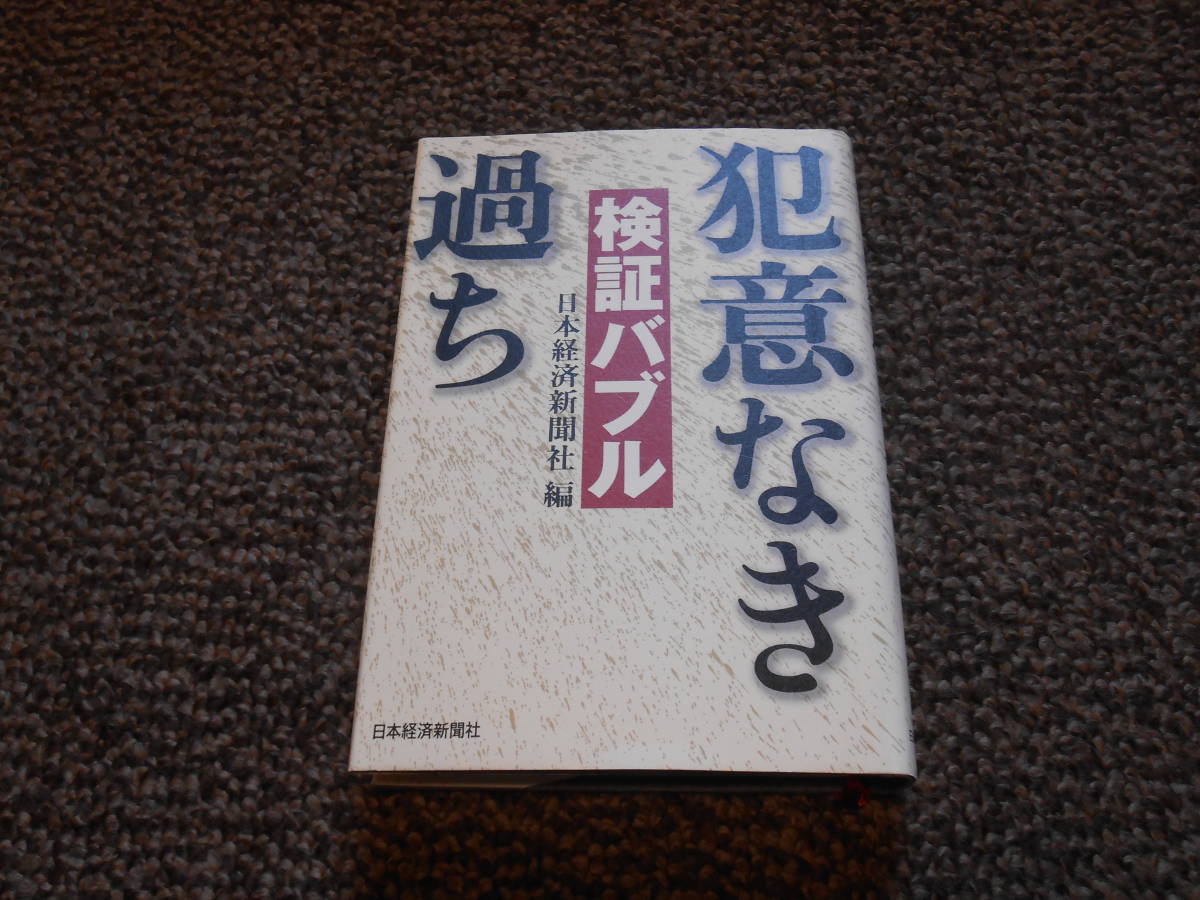 犯意なき
過ち
検証バブル
日本経済新聞社 編
日本経済新聞社